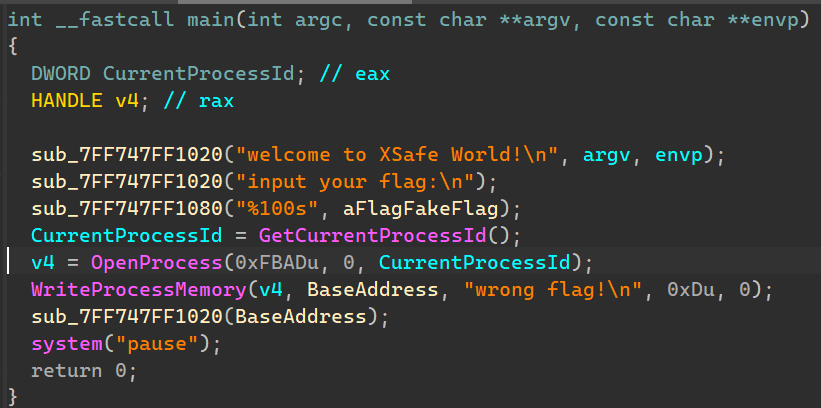 int __fastcall main(int argc, const char **argv, const char **envp)
{
  DWORD CurrentProcessId; // eax
  HANDLE v4; // rax

  sub_7FF747FF1020("welcome to XSafe World!\n", argv, envp);
  sub_7FF747FF1020("input your flag:\n");
  sub_7FF747FF1080("%100s", aFlagFakeFlag);
  CurrentProcessId = GetCurrentProcessId();
  v4 = OpenProcess(0xFBADu, 0, CurrentProcessId);
  WriteProcessMemory(v4, BaseAddress, "wrong flag!\n", 0xDu, 0);
  sub_7FF747FF1020(BaseAddress);
  system("pause");
  return 0;
}